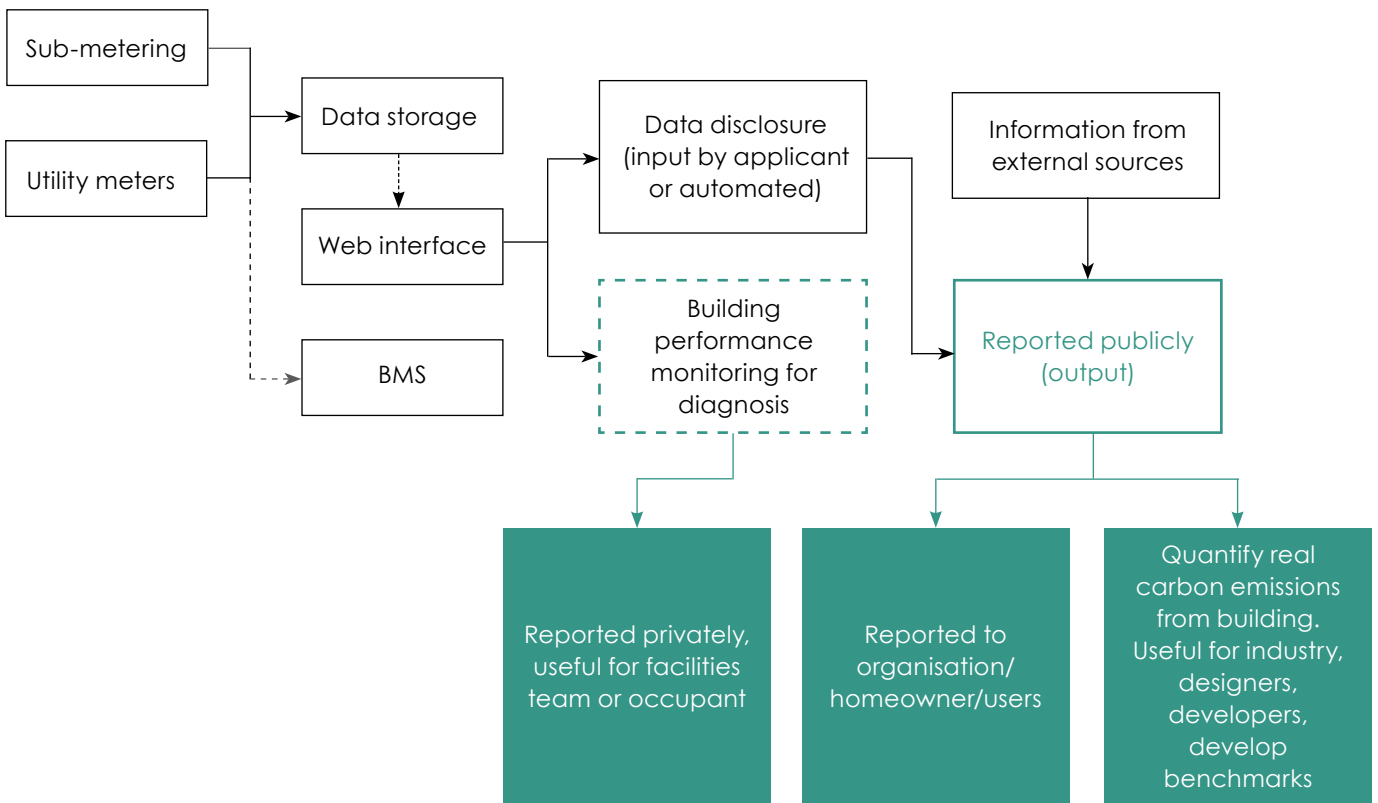 Sub-metering
Utility meters
Data storage
Web interface
BMS
Data disclosure
(input by applicant
or automated)
Building
performance
monitoring for
diagnosis
Information from
external sources
Reported publicly
(output)
Reported privately,
useful for facilities
team or occupant
Reported to
organisation/
homeowner/users
Quantify real
carbon emissions
from building.
Useful for industry,
designers,
developers,
develop
benchmarks